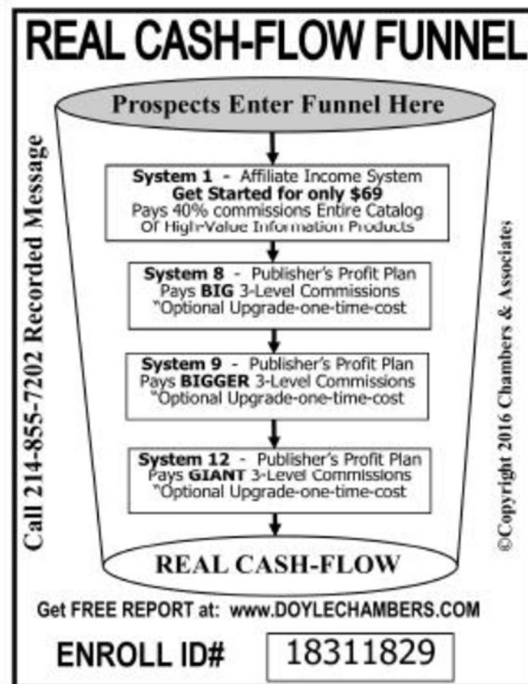 REAL CASH-FLOW FUNNEL
Prospects Enter Funnel Here
System 1 - Affiliate Income System
Get Started for only $69
Pays 40% commissions Entire Catalog
Of High-Value Information Products
System 8 - Publisher's Profit Plan
Pays BIG 3-Level Commissions
"Optional Upgrade-one-time-cost
System 9 - Publisher's Profit Plan
Pays BIGGER 3-Level Commissions
"Optional Upgrade-one-time-cost
System 12 - Publisher's Profit Plan
Pays GIANT 3-Level Commissions
"Optional Upgrade-one-time-cost
REAL CASH-FLOW
Call 214-855-7202 Recorded Message
©Copyright 2016 Chambers & Associates
Get FREE REPORT at: www.DOYLECHAMBERS.COM
ENROLL ID# 18311829